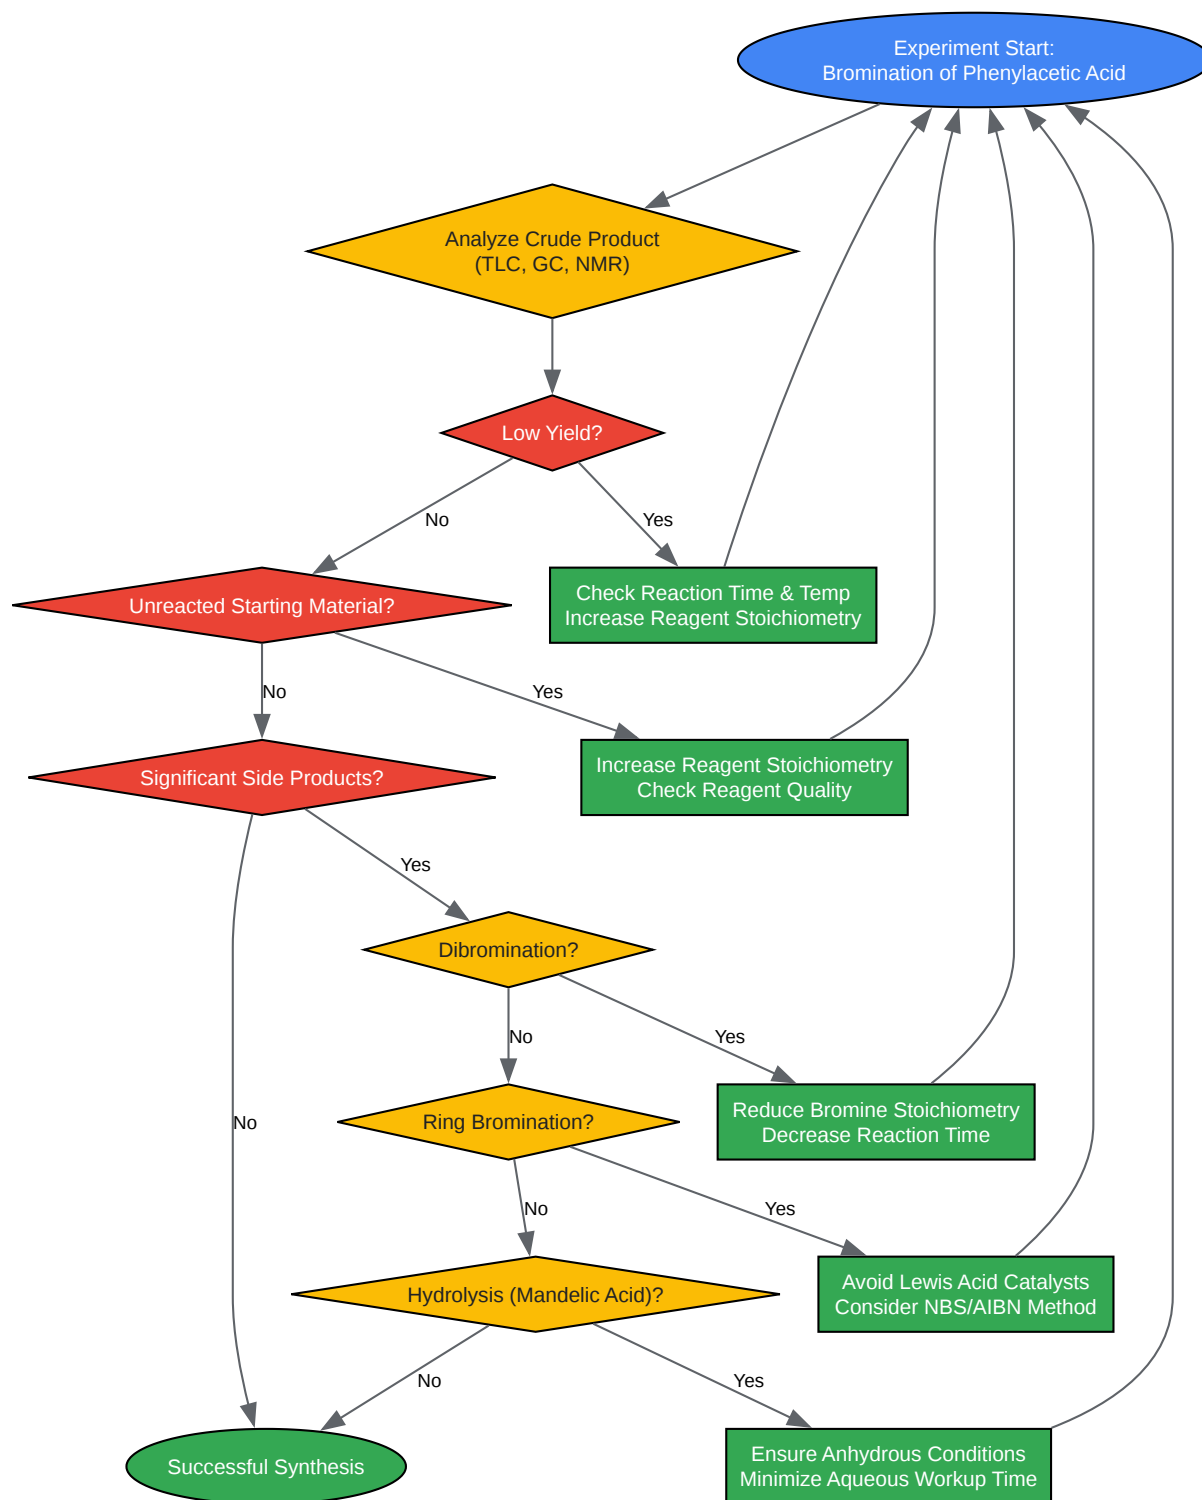 Experiment Start:
Bromination of Phenylacetic Acid
Analyze Crude Product
(TLC, GC, NMR)
Low Yield?
No
Yes
Unreacted Starting Material?
Check Reaction Time & Temp
Increase Reagent Stoichiometry
No
Yes
Significant Side Products?
Increase Reagent Stoichiometry
Check Reagent Quality
Yes
Dibromination?
No
Yes
No
Ring Bromination?
Reduce Bromine Stoichiometry
Decrease Reaction Time
No
Yes
Hydrolysis (Mandelic Acid)?
Avoid Lewis Acid Catalysts
Consider NBS/AIBN Method
No
Yes
Successful Synthesis
Ensure Anhydrous Conditions
Minimize Aqueous Workup Time